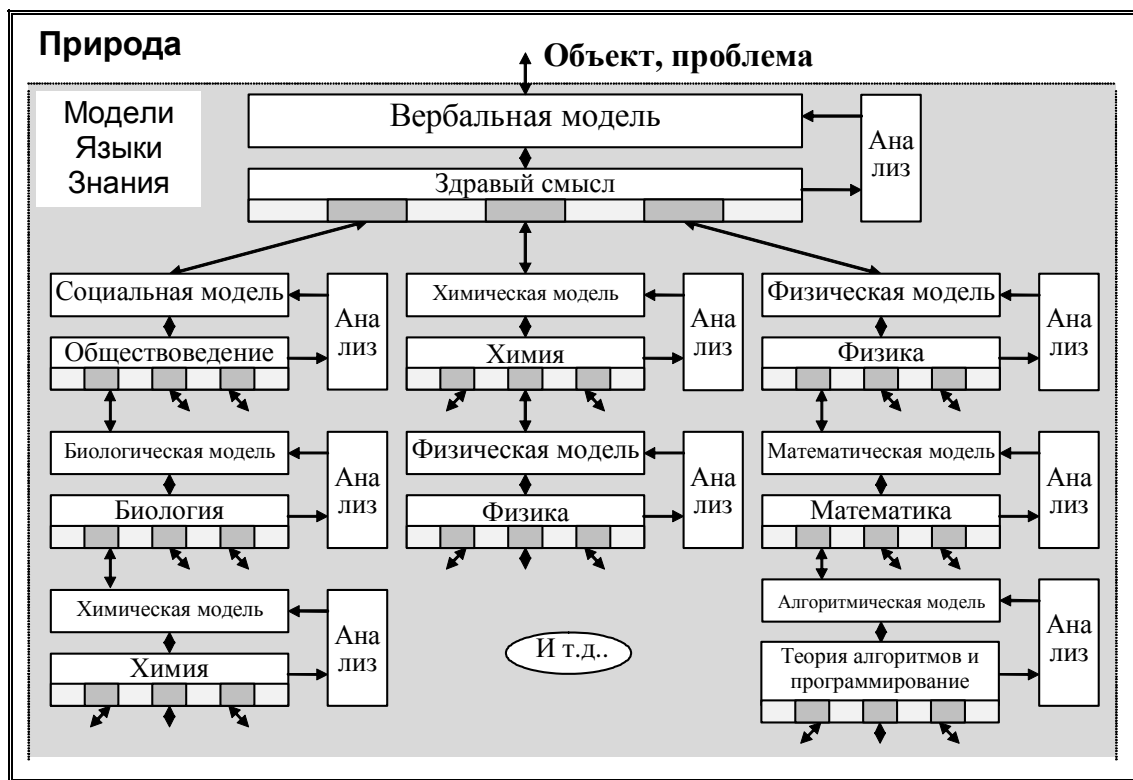 Природа
Объект, проблема
Модели
Языки
Знания
Вербальная модель
Ана
лиз
Здравый смысл
Социальная модель
Ана
лиз
Обществоведение
Химическая модель
Ана
лиз
Химия
Физическая модель
Ана
лиз
Физика
Биологическая модель
Ана
лиз
Биология
Физическая модель
Ана
лиз
Физика
Математическая модель
Ана
лиз
Математика
Химическая модель
Ана
лиз
Химия
И т.д..
Алгоритмическая модель
Ана
лиз
Теория алгоритмов и
программирование